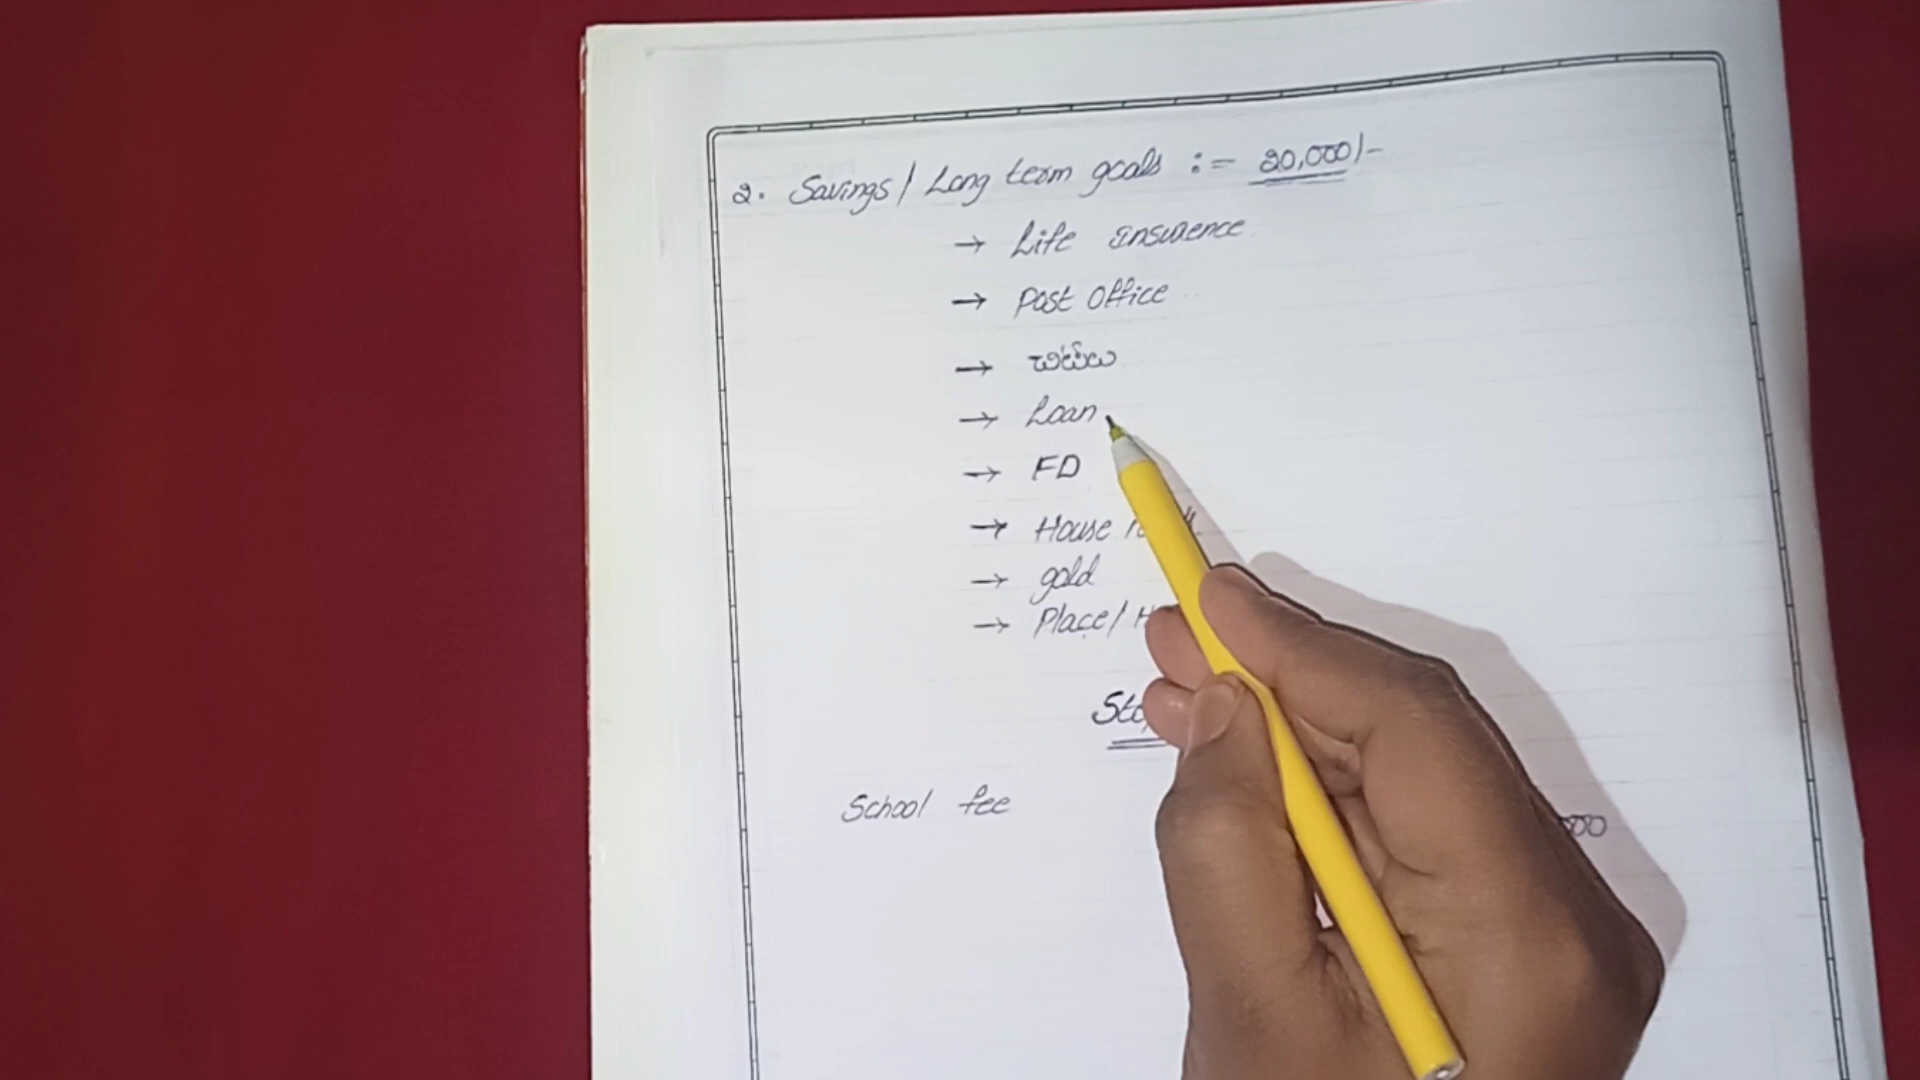 2. Savings / Long term goals :- 20,000/-
→ Life insurence
→ Post Office
→ చిట్టీలు
→ Loan
→ FD
→ House
→ gold
→ Place/
School fee